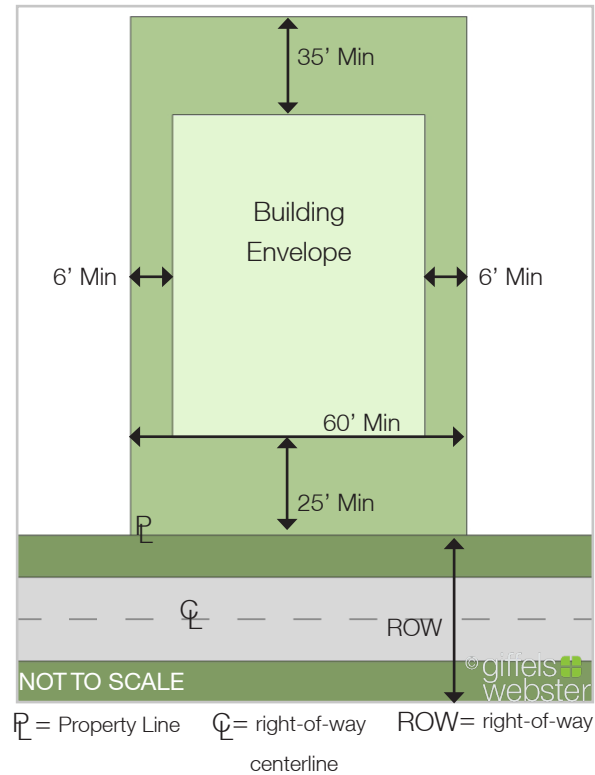 35’ Min
Building
Envelope
6’ Min
6’ Min
60’ Min
25’ Min
PL
CL
ROW
© giffels
webster
NOT TO SCALE
PL = Property Line CL = right-of-way centerline ROW= right-of-way